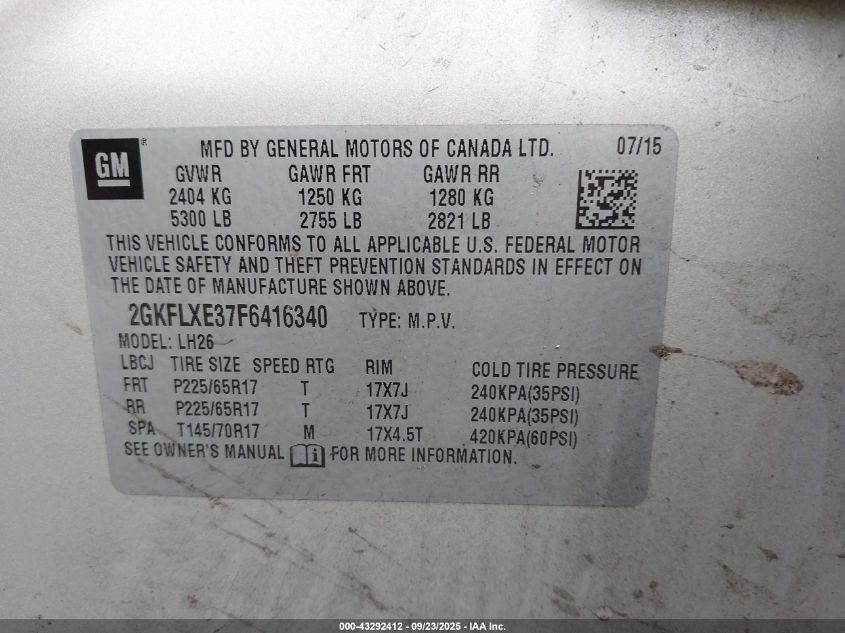 GM ®
MFD BY GENERAL MOTORS OF CANADA LTD. 07/15
GVWR GAWR FRT GAWR RR
2404 KG 1250 KG 1280 KG
5300 LB 2755 LB 2821 LB
THIS VEHICLE CONFORMS TO ALL APPLICABLE U.S. FEDERAL MOTOR
VEHICLE SAFETY AND THEFT PREVENTION STANDARDS IN EFFECT ON
THE DATE OF MANUFACTURE SHOWN ABOVE.
2GKFLXE37F6416340 TYPE: M.P.V.
MODEL: LH26
LBCJ TIRE SIZE SPEED RTG RIM COLD TIRE PRESSURE
FRT P225/65R17 T 17X7J 240KPA(35PSI)
RR P225/65R17 T 17X7J 240KPA(35PSI)
SPA T145/70R17 M 17X4.5T 420KPA(60PSI)
SEE OWNER'S MANUAL i FOR MORE INFORMATION.
000-43292412 - 09/23/2025 - IAA Inc.